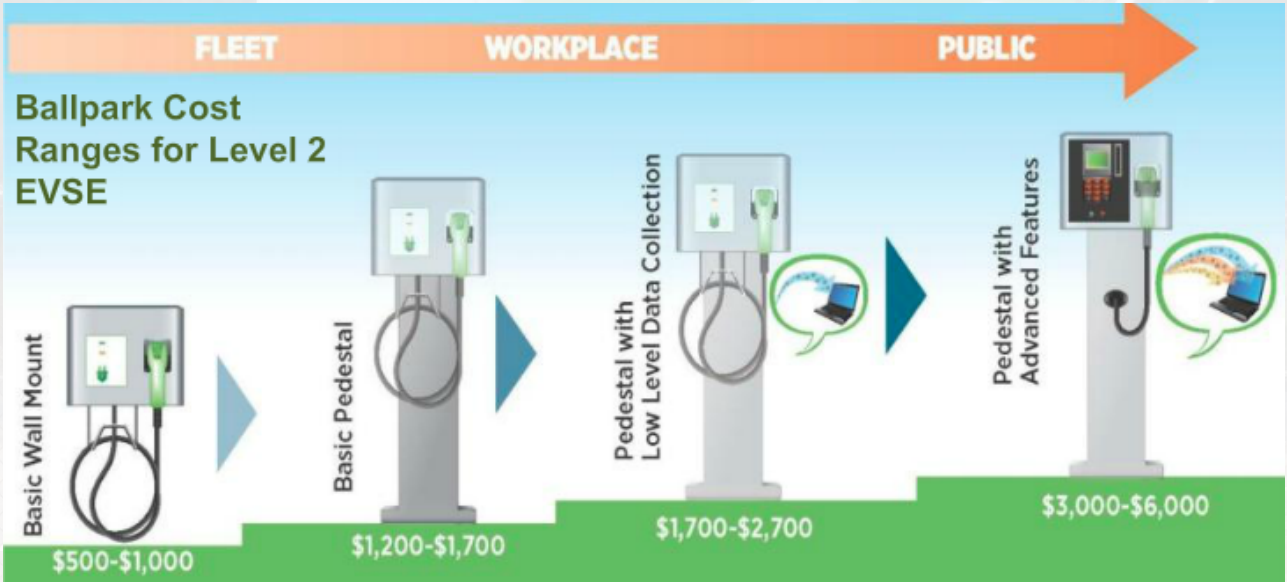 FLEET
WORKPLACE
PUBLIC
Ballpark Cost
Ranges for Level 2
EVSE
Basic Wall Mount
$500-$1,000
Basic Pedestal
$1,200-$1,700
Pedestal with
Low Level Data Collection
$1,700-$2,700
Pedestal with
Advanced Features
$3,000-$6,000